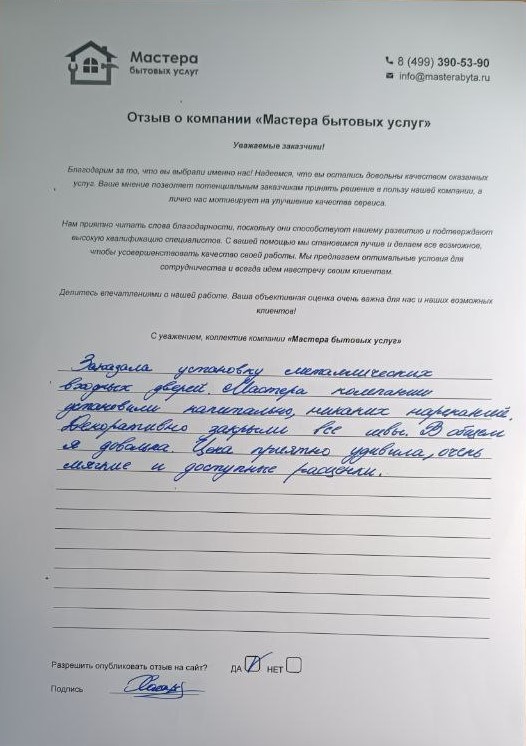 Мастера
бытовых услуг
8 (499) 390-53-90
info@masterabyta.ru
Отзыв о компании «Мастера бытовых услуг»
Уважаемые заказчики!
Благодарим за то, что вы выбрали именно нас! Надеемся, что вы остались довольны качеством оказанных
услуг. Ваше мнение позволяет потенциальным заказчикам принять решение в пользу нашей компании, а
лично нас мотивирует на улучшение качества сервиса.
Нам приятно читать слова благодарности, поскольку они способствуют нашему развитию и подтверждают
высокую квалификацию специалистов. С вашей помощью мы становимся лучше и делаем все возможное,
чтобы усовершенствовать качество своей работы. Мы предлагаем оптимальные условия для
сотрудничества и всегда идем навстречу своим клиентам.
Делитесь впечатлениями о нашей работе. Ваша объективная оценка очень важна для нас и наших возможных
клиентов!
С уважением, коллектив компании «Мастера бытовых услуг»
Заказала установку металлических
входных дверей. Мастера компании
установили капитально, никаких нареканий.
Декоративно закрыли все швы. В общем
я довольна. Цена приятно удивила, очень
мягкие и доступные расценки.
Разрешить опубликовать отзыв на сайт? ДА НЕТ
Подпись